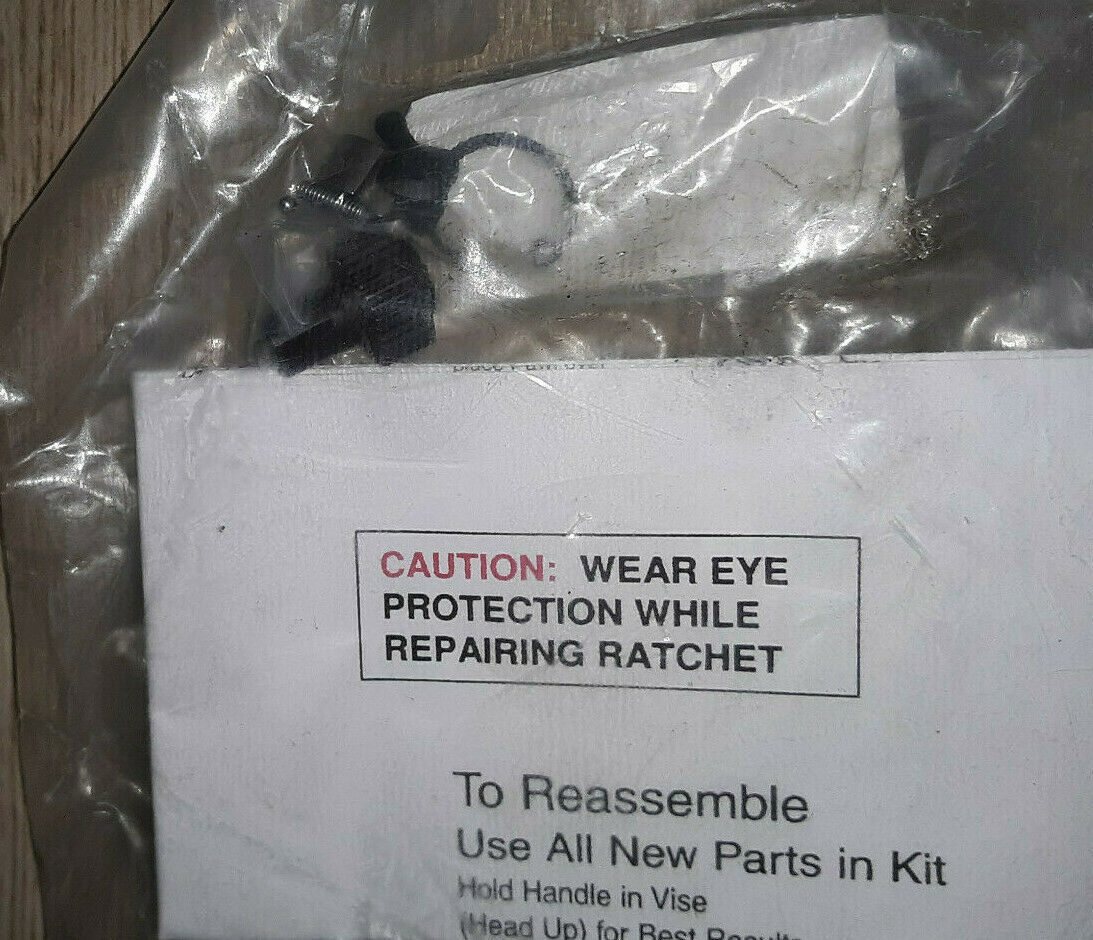 CAUTION: WEAR EYE
PROTECTION WHILE
REPAIRING RATCHET
To Reassemble
Use All New Parts in Kit
Hold Handle in Vise
(Head Up) for Best Results